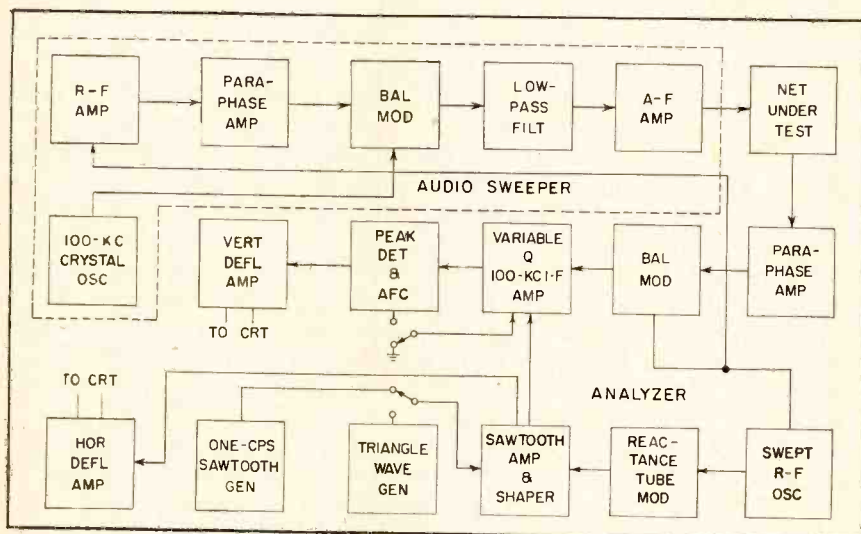 R-F
AMP
PARA-
PHASE
AMP
BAL
MOD
LOW-
PASS
FILT
A-F
AMP
NET
UNDER
TEST
AUDIO SWEEPER
100-KC
CRYSTAL
OSC
VERT
DEFL
AMP
TO CRT
PEAK
DET
&
AFC
VARIABLE
Q
100-KC I-F
AMP
BAL
MOD
PARA-
PHASE
AMP
ANALYZER
TO CRT
HOR
DEFL
AMP
ONE-CPS
SAWTOOTH
GEN
TRIANGLE
WAVE
GEN
SAWTOOTH
AMP
&
SHAPER
REAC-
TANCE
TUBE
MOD
SWEPT
R-F
OSC